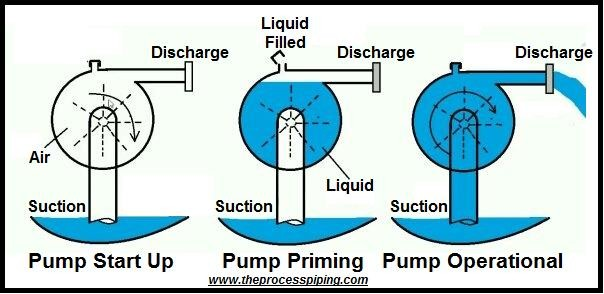 Discharge
Air
Suction
Pump Start Up
Liquid
Filled
Discharge
Liquid
Suction
Pump Priming
Discharge
Suction
Pump Operational
www.theprocesspiping.com